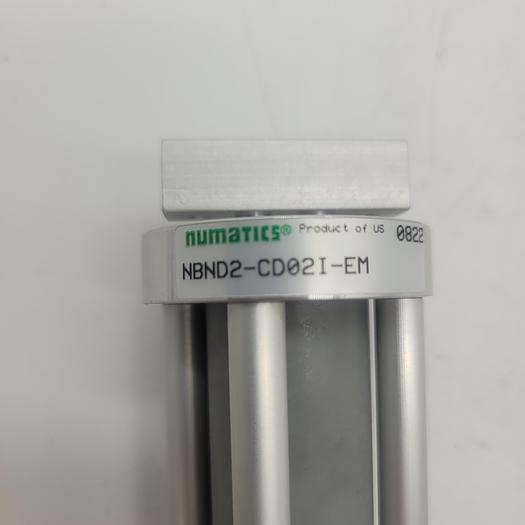 numatics® Product of US 0822
NBND2-CD02I-EM